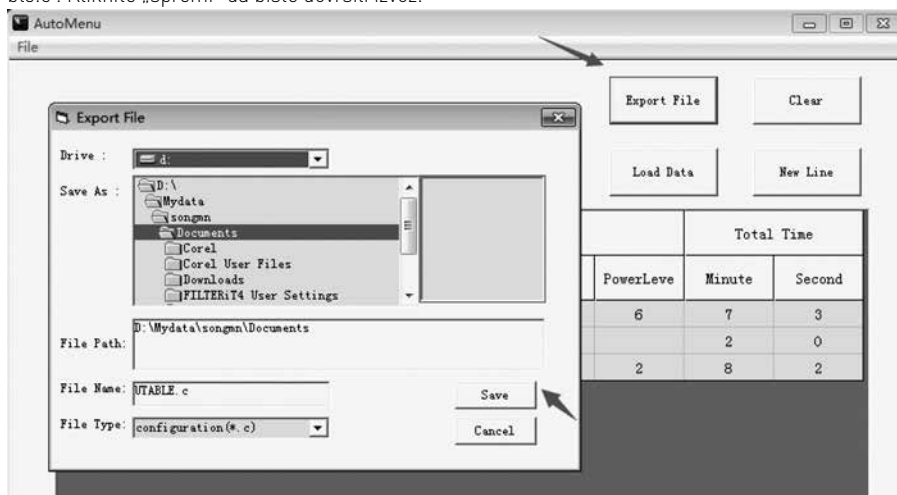 AutoMenu
File
Export File
Clear
Load Data
New Line
Export File
Drive :
d:
Save As :
D:\
Mydata
songmn
Documents
Corel
Corel User Files
Downloads
FILTERiT4 User Settings
File Path:
D:\Mydata\songmn\Documents
File Name:
UTABLE.c
File Type:
configuration(*.c)
Save
Cancel
Total Time
PowerLeve Minute Second
6 7 3
2 0
2 8 2